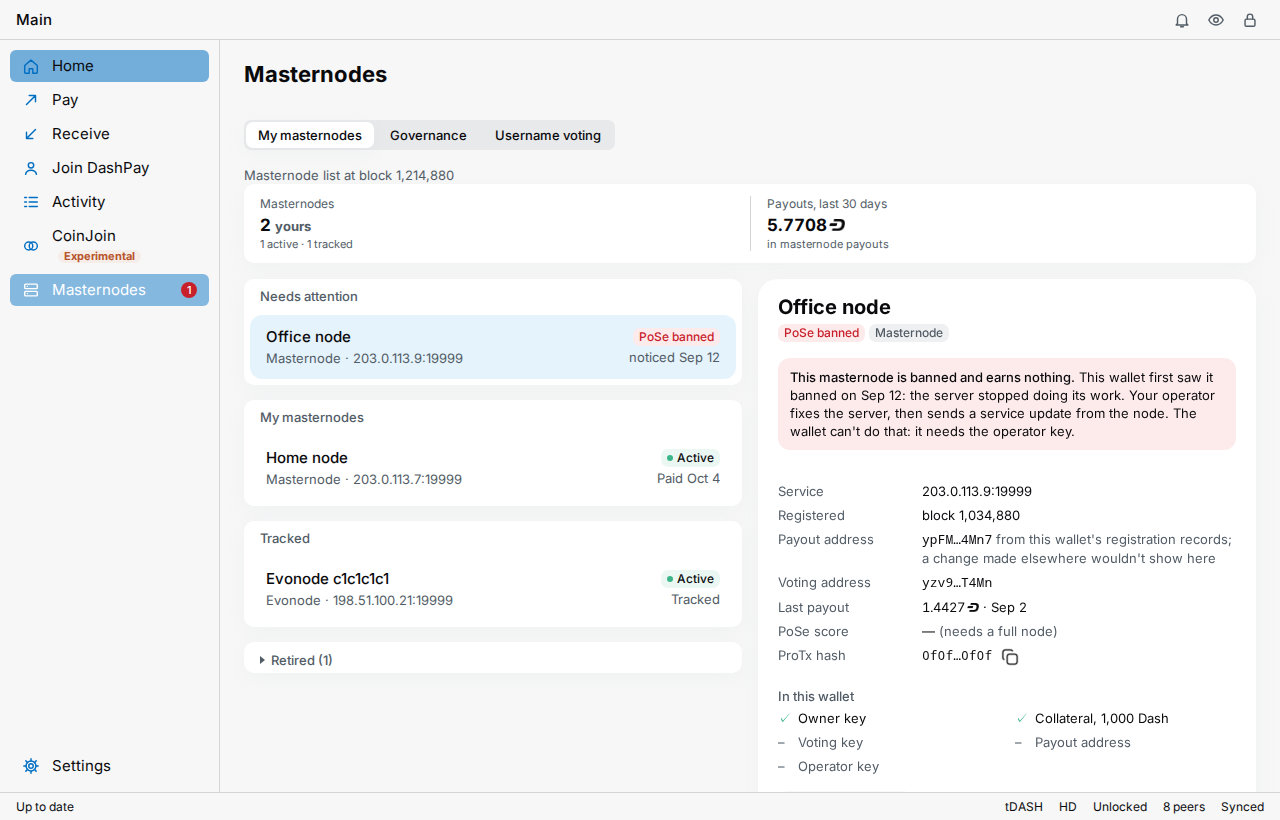 Main
Home
Pay
Receive
Join DashPay
Activity
CoinJoin
Experimental
Masternodes 1
Settings
Masternodes
My masternodes Governance Username voting
Masternode list at block 1,214,880
Masternodes
2 yours
1 active · 1 tracked
Payouts, last 30 days
5.7708
in masternode payouts
Needs attention
Office node PoSe banned
Masternode · 203.0.113.9:19999 noticed Sep 12
My masternodes
Home node Active
Masternode · 203.0.113.7:19999 Paid Oct 4
Tracked
Evonode c1c1c1c1 Active
Evonode · 198.51.100.21:19999 Tracked
Retired (1)
Office node
PoSe banned Masternode
This masternode is banned and earns nothing. This wallet first saw it
banned on Sep 12: the server stopped doing its work. Your operator
fixes the server, then sends a service update from the node. The
wallet can't do that: it needs the operator key.
Service 203.0.113.9:19999
Registered block 1,034,880
Payout address ypFM…4Mn7 from this wallet's registration records;
a change made elsewhere wouldn't show here
Voting address yzv9…T4Mn
Last payout 1.4427 · Sep 2
PoSe score — (needs a full node)
ProTx hash 0f0f…0f0f
In this wallet
✓ Owner key ✓ Collateral, 1,000 Dash
– Voting key – Payout address
– Operator key
Up to date tDASH HD Unlocked 8 peers Synced